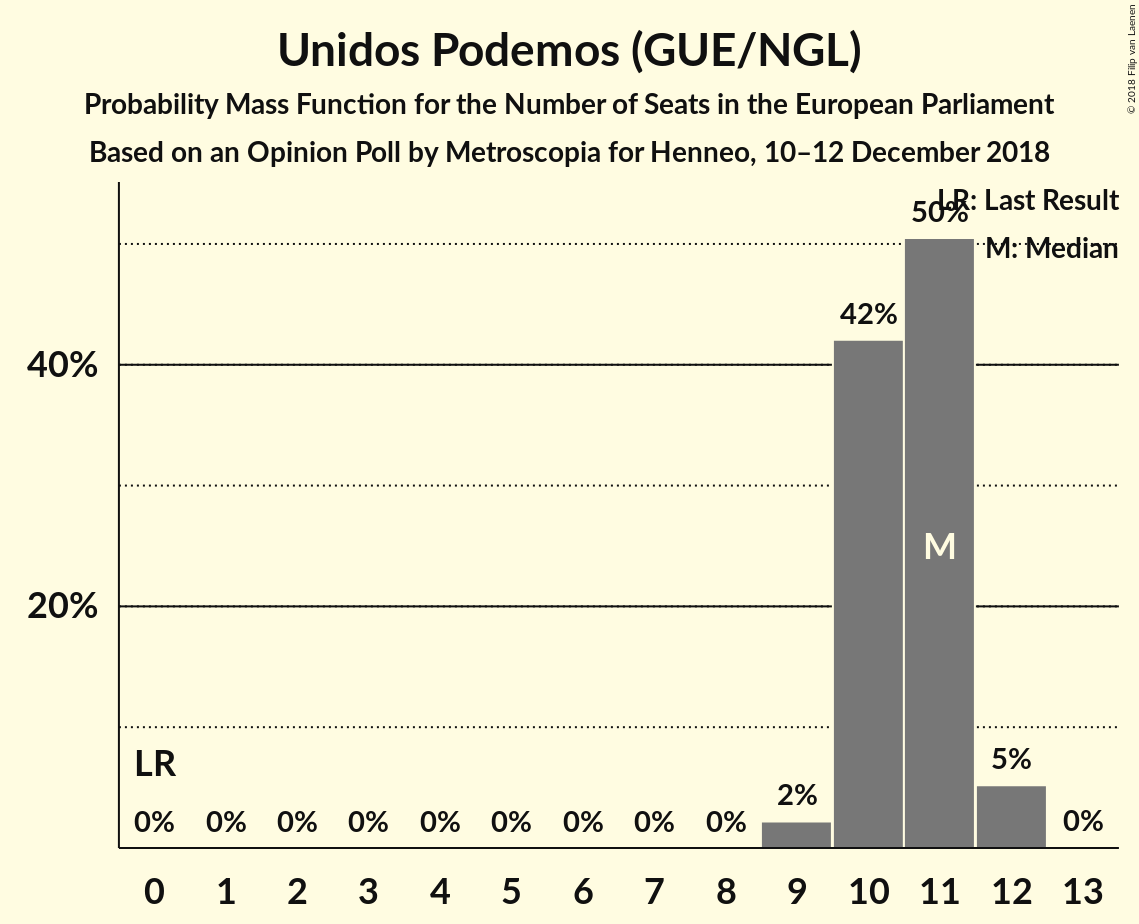 Unidos Podemos (GUE/NGL)
Probability Mass Function for the Number of Seats in the European Parliament
Based on an Opinion Poll by Metroscopia for Henneo, 10–12 December 2018
© 2018 Filip van Laenen
LR: Last Result
M: Median
50%
42%
40%
M
20%
LR
5%
2%
0% 0% 0% 0% 0% 0% 0% 0% 0% 0%
0 1 2 3 4 5 6 7 8 9 10 11 12 13